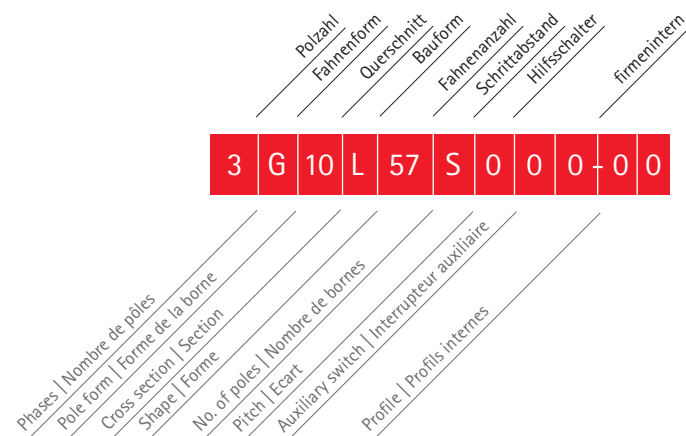 Polzahl
Fahnenform
Querschnitt
Bauform
Fahnenanzahl
Schrittabstand
Hilfsschalter
firmenintern
3 G 10 L 57 S 0 0 0-0 0
Phases | Nombre de pôles
Pole form | Forme de la borne
Cross section | Section
Shape | Forme
No. of poles | Nombre de bornes
Pitch | Ecart
Auxiliary switch | Interrupteur auxiliaire
Profile | Profils internes